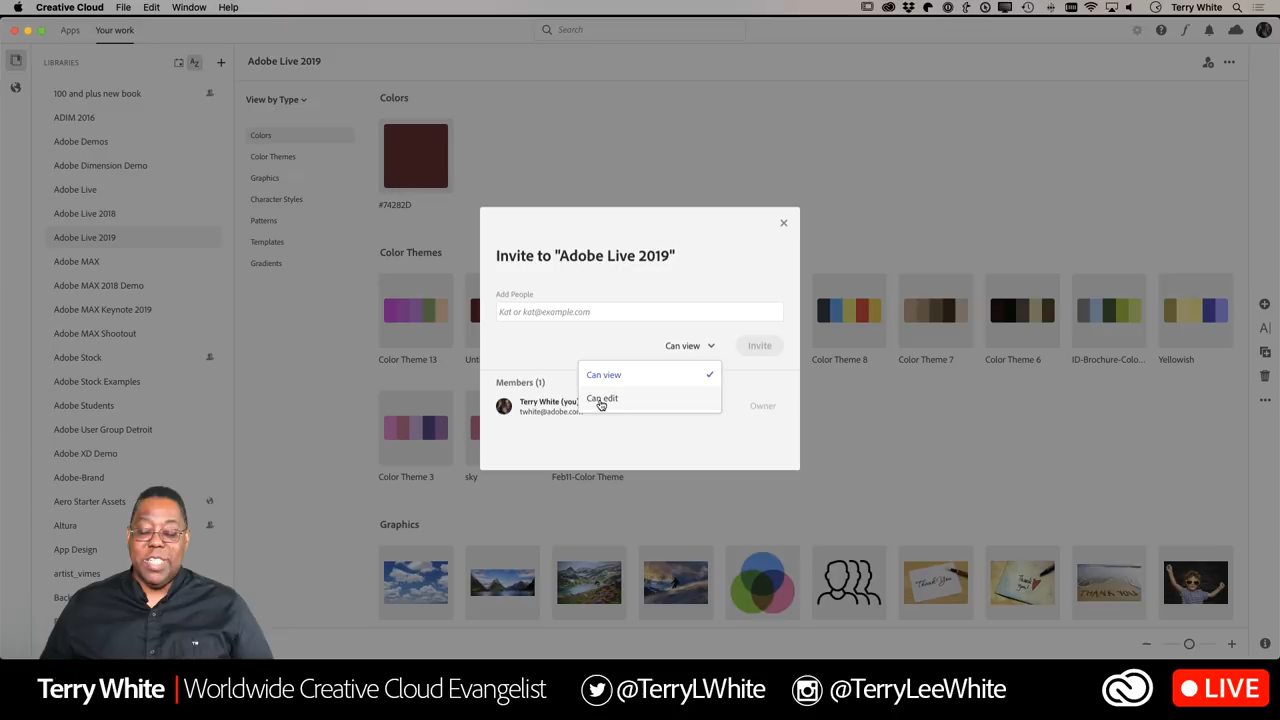 Creative Cloud File Edit Window Help
Terry White
Apps Your work
Search
LIBRARIES
100 and plus new book
ADIM 2016
Adobe Demos
Adobe Dimension Demo
Adobe Live
Adobe Live 2018
Adobe Live 2019
Adobe MAX
Adobe MAX 2018 Demo
Adobe MAX Keynote 2019
Adobe MAX Shootout
Adobe Stock
Adobe Stock Examples
Adobe Students
Adobe User Group Detroit
Adobe XD Demo
Adobe-Brand
Aero Starter Assets
Altura
App Design
artist_vimes
Adobe Live 2019
View by Type
Colors
Color Themes
Graphics
Character Styles
Patterns
Templates
Gradients
Colors
#74282D
Color Themes
Color Theme 13
Color Theme 8
Color Theme 7
Color Theme 6
ID-Brochure-Colo...
Yellowish
Color Theme 3
sky
Feb11-Color Theme
Graphics
Thank You!
Thank you!
THANK YOU
Invite to "Adobe Live 2019"
Add People
Kat or kat@example.com
Can view
Invite
Can view
Can edit
Members (1)
Terry White (you)
Owner
Terry White | Worldwide Creative Cloud Evangelist
@TerryLWhite
@TerryLeeWhite
LIVE